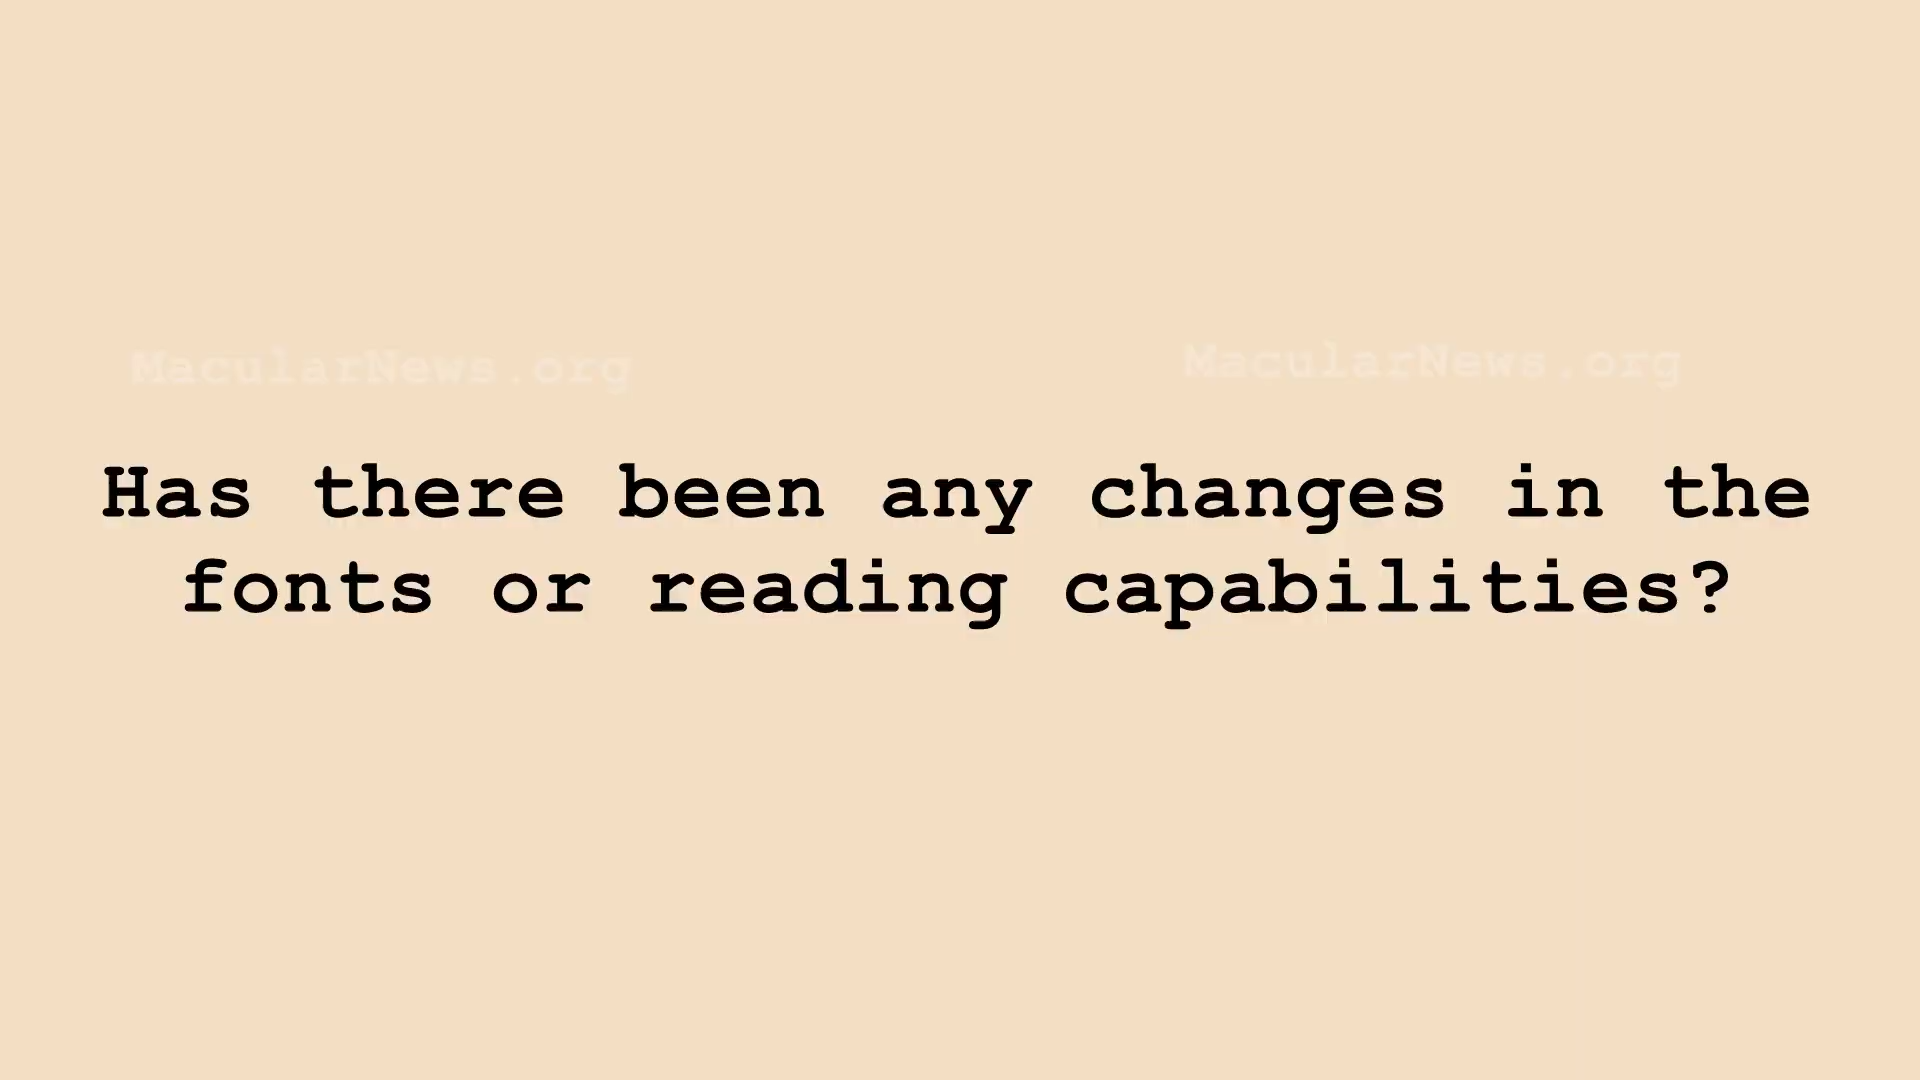 MacularNews.org MacularNews.org
Has there been any changes in the
fonts or reading capabilities?